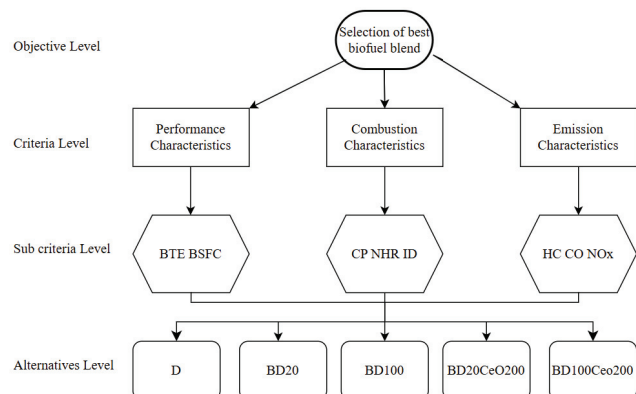 Objective Level
Selection of best
biofuel blend
Criteria Level
Performance
Characteristics
Combustion
Characteristics
Emission
Characteristics
Sub criteria Level
BTE BSFC
CP NHR ID
HC CO NOx
Alternatives Level
D
BD20
BD100
BD20CeO200
BD100Ceo200